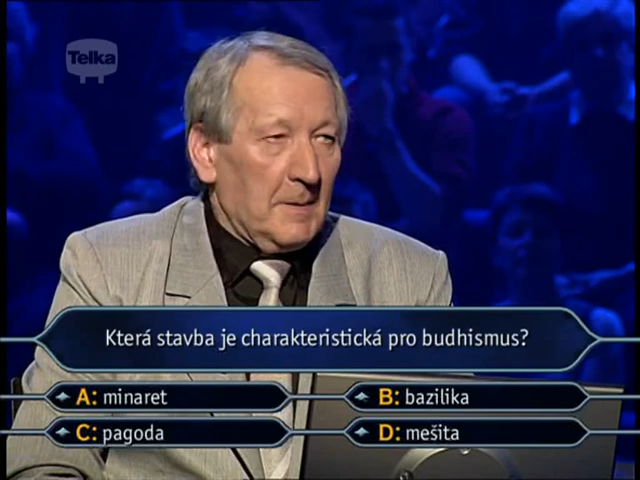 Telka
Která stavba je charakteristická pro budhismus?
A: minaret
B: bazilika
C: pagoda
D: mešita